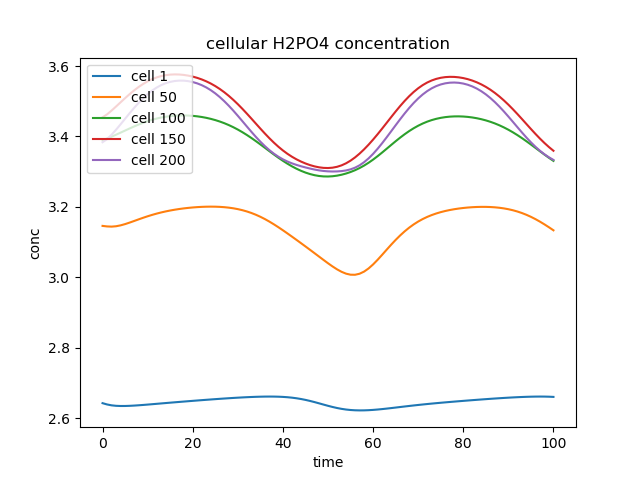 cellular H2PO4 concentration
3.6
3.4
3.2
3.0
2.8
2.6
conc
cell 1
cell 50
cell 100
cell 150
cell 200
0
20
40
60
80
100
time